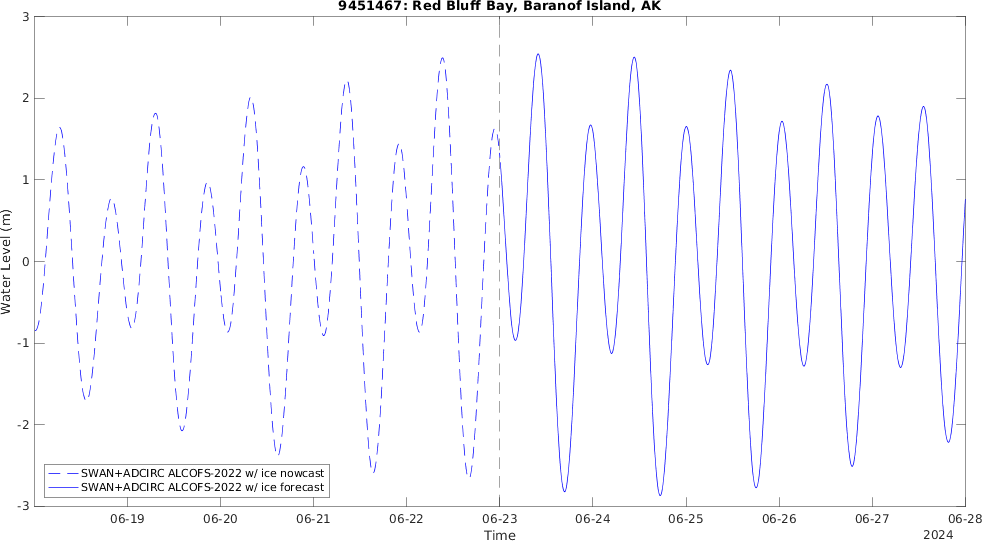 9451467: Red Bluff Bay, Baranof Island, AK
3
2
1
0
-1
-2
-3
Water Level (m)
SWAN+ADCIRC ALCOFS-2022 w/ ice nowcast
SWAN+ADCIRC ALCOFS-2022 w/ ice forecast
06-19 06-20 06-21 06-22 06-23 06-24 06-25 06-26 06-27 06-28
Time
2024